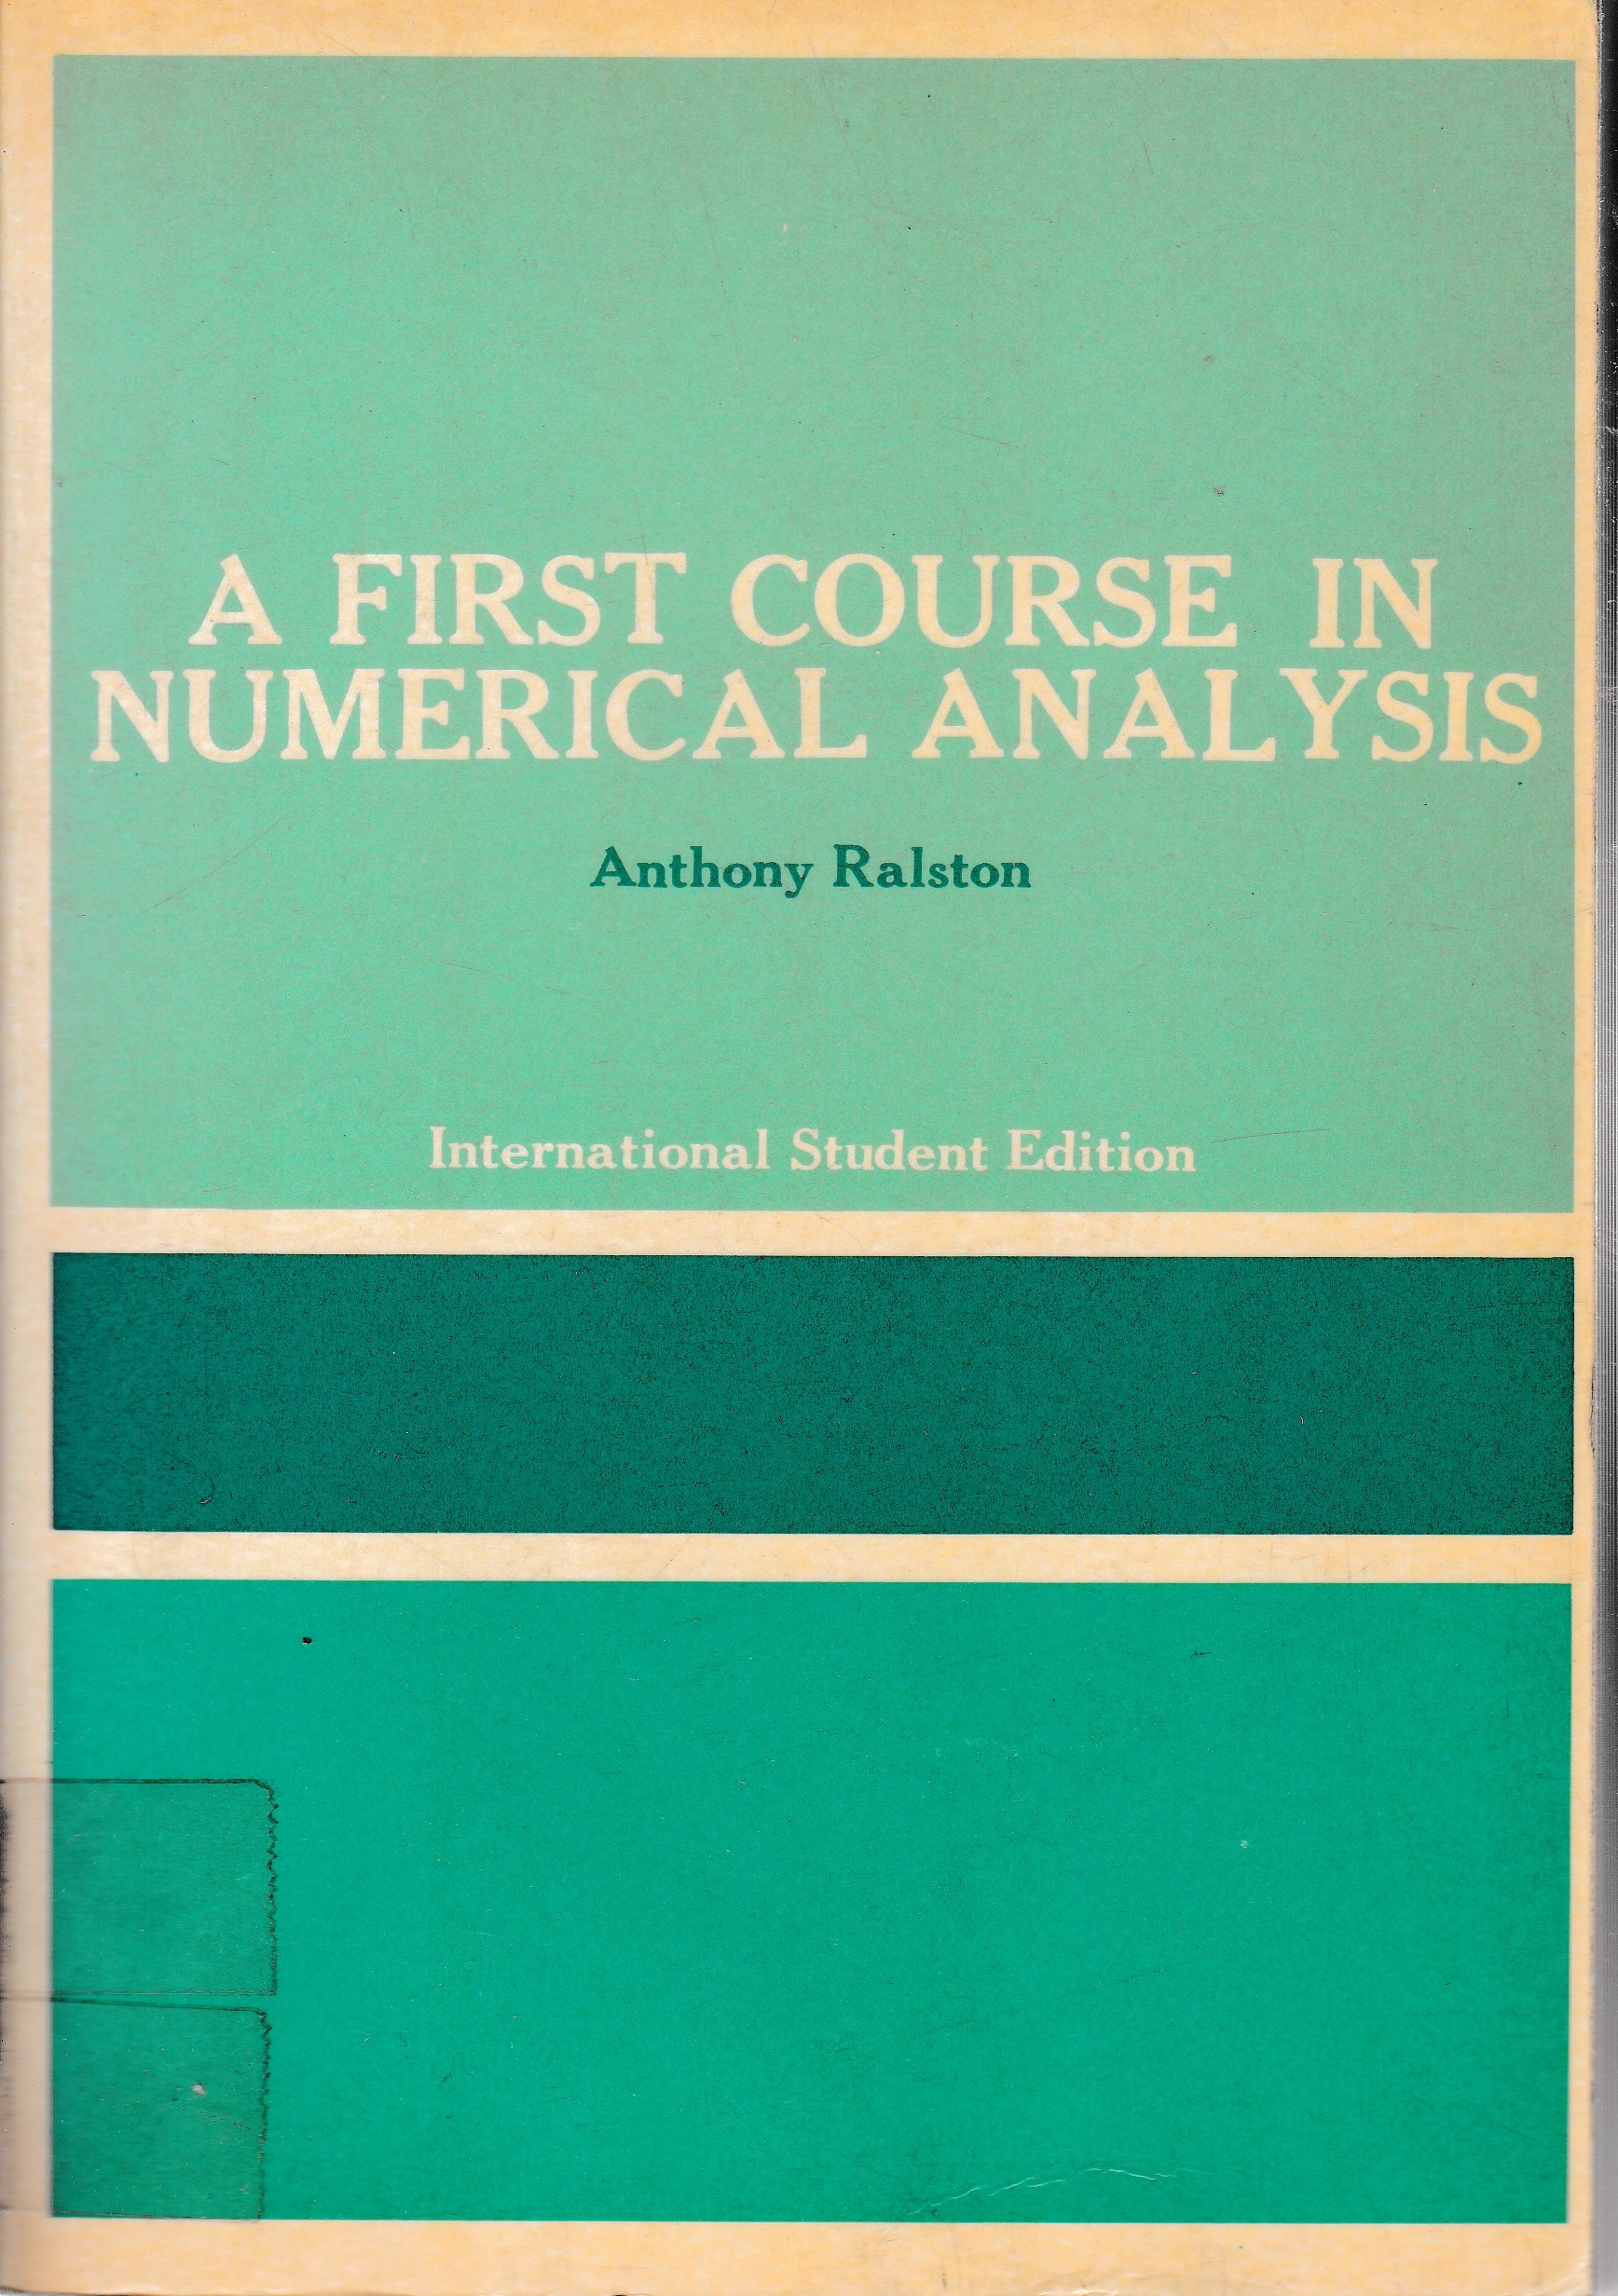 A FIRST COURSE IN
NUMERICAL ANALYSIS
Anthony Ralston
International Student Edition